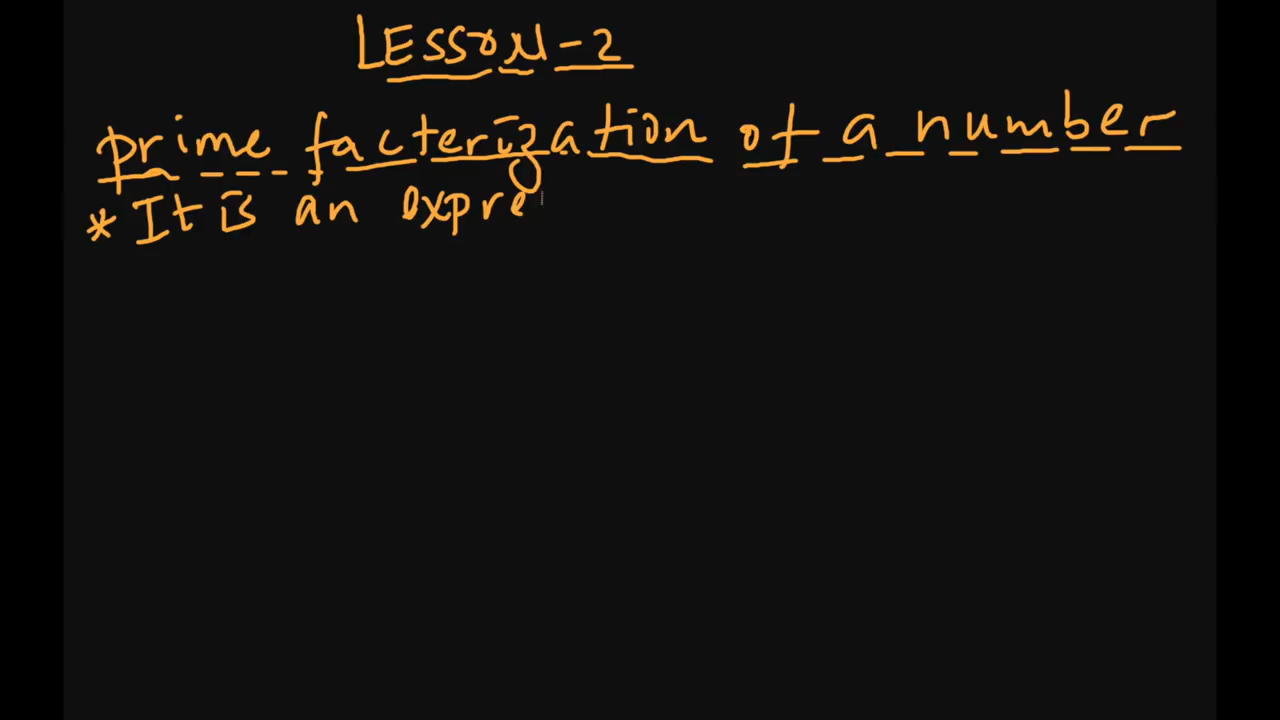 LESSON-2
prime facterization of a number
* It is an expre